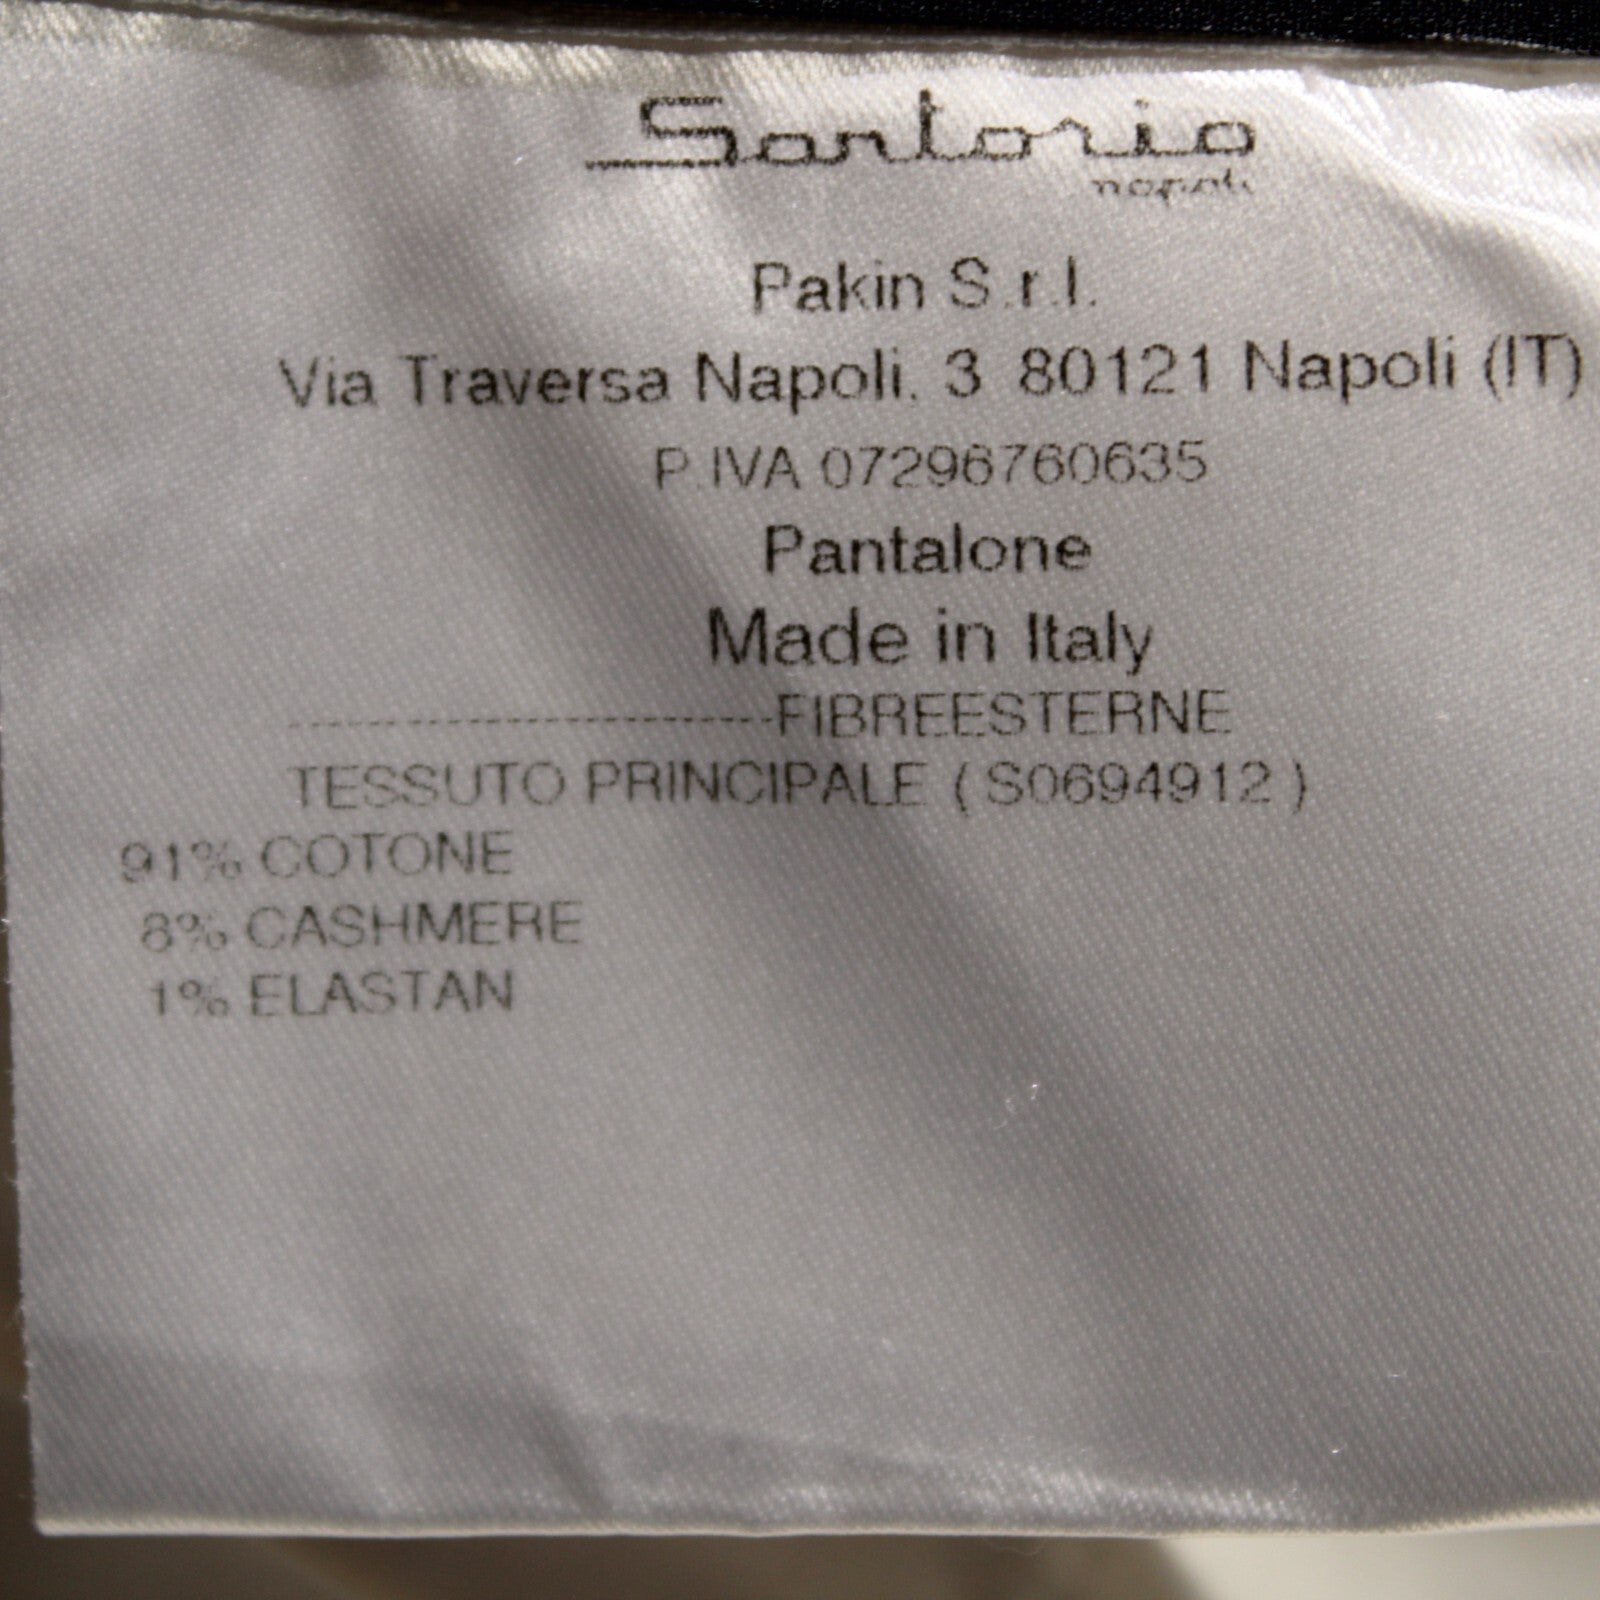 Sartorio
napoli
Pakin S.r.l.
Via Traversa Napoli, 3 80121 Napoli (IT)
P.IVA 07296760635
Pantalone
Made in Italy
------------------------FIBREESTERNE
TESSUTO PRINCIPALE ( S0694912 )
91% COTONE
8% CASHMERE
1% ELASTAN